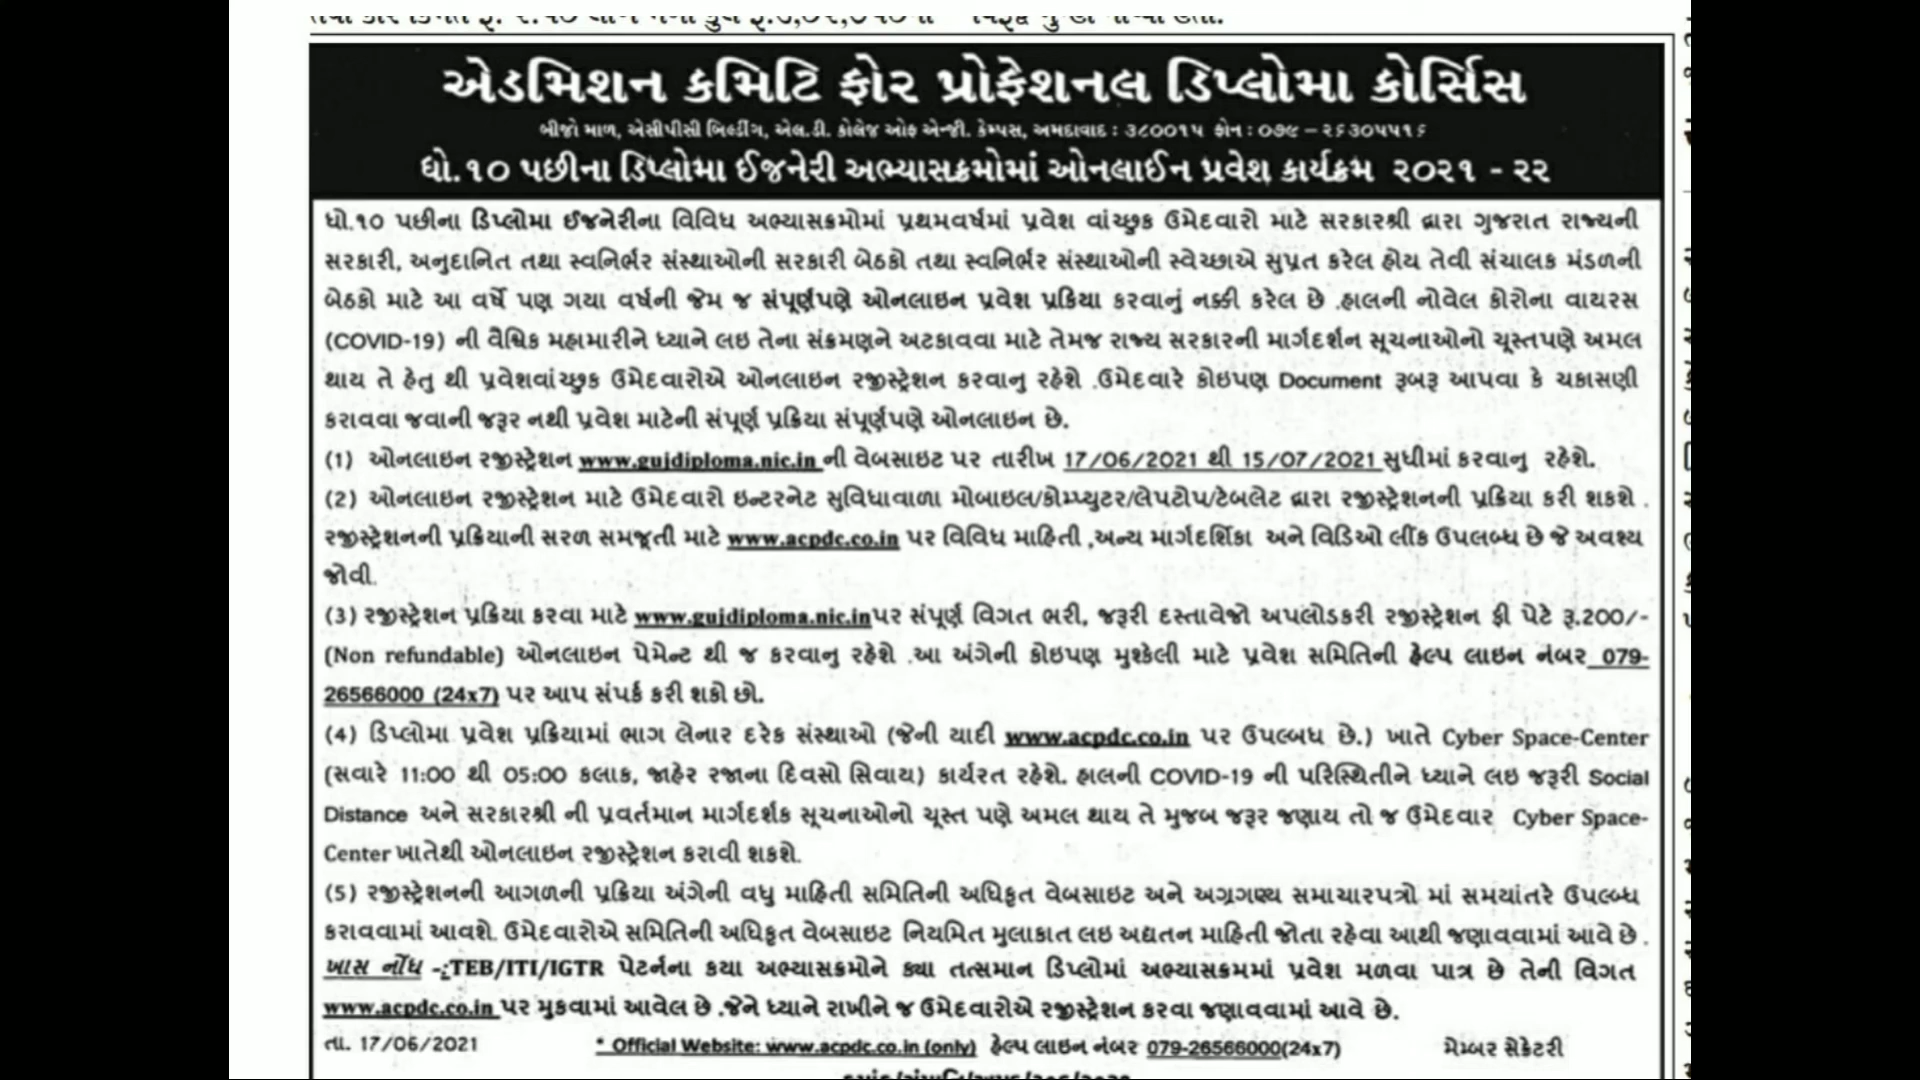 એડમિશન કમિટિ ફોર પ્રોફેશનલ ડિપ્લોમા કોર્સિસ
બીજો માળ, એસીપીસી બિલ્ડીંગ, એલ.ડી. કોલેજ ઓફ એન્જી. કેમ્પસ, અમદાવાદ : ૩૮૦૦૧૫ ફોન : ૦૭૯ – ૨૬૩૦૫૫૧૬
ધો.૧૦ પછીના ડિપ્લોમા ઈજનેરી અભ્યાસક્રમોમાં ઓનલાઈન પ્રવેશ કાર્યક્રમ ૨૦૨૧ - ૨૨
ધો.૧૦ પછીના ડિપ્લોમા ઈજનેરીના વિવિધ અભ્યાસક્રમોમાં પ્રથમવર્ષમાં પ્રવેશ વાંચ્છુક ઉમેદવારો માટે સરકારશ્રી દ્વારા ગુજરાત રાજ્યની
સરકારી, અનુદાનિત તથા સ્વનિર્ભર સંસ્થાઓની સરકારી બેઠકો તથા સ્વનિર્ભર સંસ્થાઓની સ્વેચ્છાએ સુપ્રત કરેલ હોય તેવી સંચાલક મંડળની
બેઠકો માટે આ વર્ષે પણ ગયા વર્ષની જેમ જ સંપૂર્ણપણે ઓનલાઇન પ્રવેશ પ્રક્રિયા કરવાનું નક્કી કરેલ છે .હાલની નોવેલ કોરોના વાયરસ
(COVID-19) ની વૈશ્વિક મહામારીને ધ્યાને લઇ તેના સંક્રમણને અટકાવવા માટે તેમજ રાજ્ય સરકારની માર્ગદર્શન સૂચનાઓનો ચૂસ્તપણે અમલ
થાય તે હેતુ થી પ્રવેશવાંચ્છુક ઉમેદવારોએ ઓનલાઇન રજીસ્ટ્રેશન કરવાનુ રહેશે .ઉમેદવારે કોઇપણ Document રૂબરૂ આપવા કે ચકાસણી
કરાવવા જવાની જરૂર નથી પ્રવેશ માટેની સંપૂર્ણ પ્રક્રિયા સંપૂર્ણપણે ઓનલાઇન છે.
(1) ઓનલાઇન રજીસ્ટ્રેશન www.gujdiploma.nic.in ની વેબસાઇટ પર તારીખ 17/06/2021 થી 15/07/2021 સુધીમાં કરવાનુ રહેશે.
(2) ઓનલાઇન રજીસ્ટ્રેશન માટે ઉમેદવારો ઇન્ટરનેટ સુવિધાવાળા મોબાઇલ/કોમ્પ્યુટર/લેપટોપ/ટેબલેટ દ્વારા રજીસ્ટ્રેશનની પ્રક્રિયા કરી શકશે .
રજીસ્ટ્રેશનની પ્રક્રિયાની સરળ સમજૂતી માટે www.acpdc.co.in પર વિવિધ માહિતી ,અન્ય માર્ગદર્શિકા અને વિડિઓ લીંક ઉપલબ્ધ છે જે અવશ્ય
જોવી.
(3) રજીસ્ટ્રેશન પ્રક્રિયા કરવા માટે www.gujdiploma.nic.inપર સંપૂર્ણ વિગત ભરી, જરૂરી દસ્તાવેજો અપલોડકરી રજીસ્ટ્રેશન ફી પેટે રૂ.200/-
(Non refundable) ઓનલાઇન પેમેન્ટ થી જ કરવાનુ રહેશે .આ અંગેની કોઇપણ મુશ્કેલી માટે પ્રવેશ સમિતિની હેલ્પ લાઇન નંબર 079-
26566000 (24x7) પર આપ સંપર્ક કરી શકો છો.
(4) ડિપ્લોમા પ્રવેશ પ્રક્રિયામાં ભાગ લેનાર દરેક સંસ્થાઓ (જેની યાદી www.acpdc.co.in પર ઉપલ્બધ છે.) ખાતે Cyber Space-Center
(સવારે 11:00 થી 05:00 કલાક, જાહેર રજાના દિવસો સિવાય) કાર્યરત રહેશે. હાલની COVID-19 ની પરિસ્થિતીને ધ્યાને લઇ જરૂરી Social
Distance અને સરકારશ્રી ની પ્રવર્તમાન માર્ગદર્શક સૂચનાઓનો ચૂસ્ત પણે અમલ થાય તે મુજબ જરૂર જણાય તો જ ઉમેદવાર Cyber Space-
Center ખાતેથી ઓનલાઇન રજીસ્ટ્રેશન કરાવી શકશે.
(5) રજીસ્ટ્રેશનની આગળની પ્રક્રિયા અંગેની વધુ માહિતી સમિતિની અધિકૃત વેબસાઇટ અને અગ્રગણ્ય સમાચારપત્રો માં સમયાંતરે ઉપલ્બ્ધ
કરાવવામાં આવશે. ઉમેદવારોએ સમિતિની અધિકૃત વેબસાઇટ નિયમિત મુલાકાત લઇ અદ્યતન માહિતી જોતા રહેવા આથી જણાવવામાં આવે છે .
ખાસ નોંધ -:TEB/ITI/IGTR પેટર્નના કયા અભ્યાસક્રમોને ક્યા તત્સમાન ડિપ્લોમાં અભ્યાસક્રમમાં પ્રવેશ મળવા પાત્ર છે તેની વિગત
www.acpdc.co.in પર મુકવામાં આવેલ છે .જેને ધ્યાને રાખીને જ ઉમેદવારોએ રજીસ્ટ્રેશન કરવા જણાવવામાં આવે છે.
તા. 17/06/2021 * Official Website: www.acpdc.co.in (only) હેલ્પ લાઇન નંબર 079-26566000(24x7) મેમ્બર સેક્રેટરી